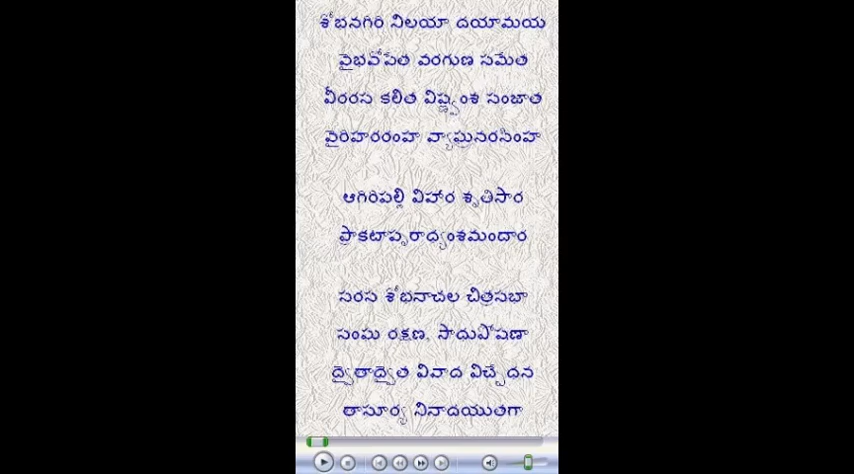 శోభనగిరి నిలయా దయామయ
వైభవోపేత వరగుణ సమేత
వీరరస కలిత విష్ణ్వంశ సంజాత
వైరిహరరంహ వ్యాఘ్రనరసింహ
ఆగిరిపల్లి విహార శృతిసార
ప్రాకటాపృరాధ్యంశమందార
సరస శోభనాచల చిత్రసభా
సంఘ రక్షణ, సాధుపోషణా
ద్వైతాద్వైత వివాద విచ్ఛేదన
తాసూర్య నినాదయుతగా